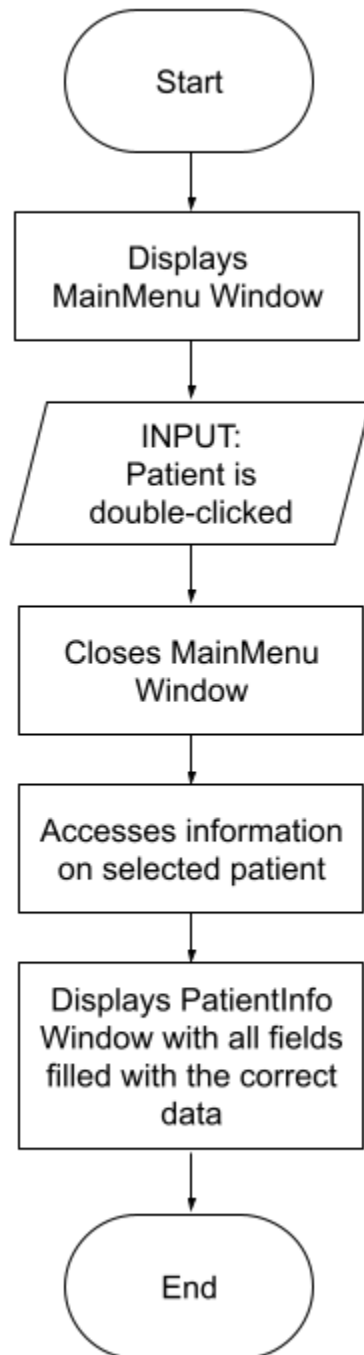 Start
Displays
MainMenu Window
INPUT:
Patient is
double-clicked
Closes MainMenu
Window
Accesses information
on selected patient
Displays PatientInfo
Window with all fields
filled with the correct
data
End